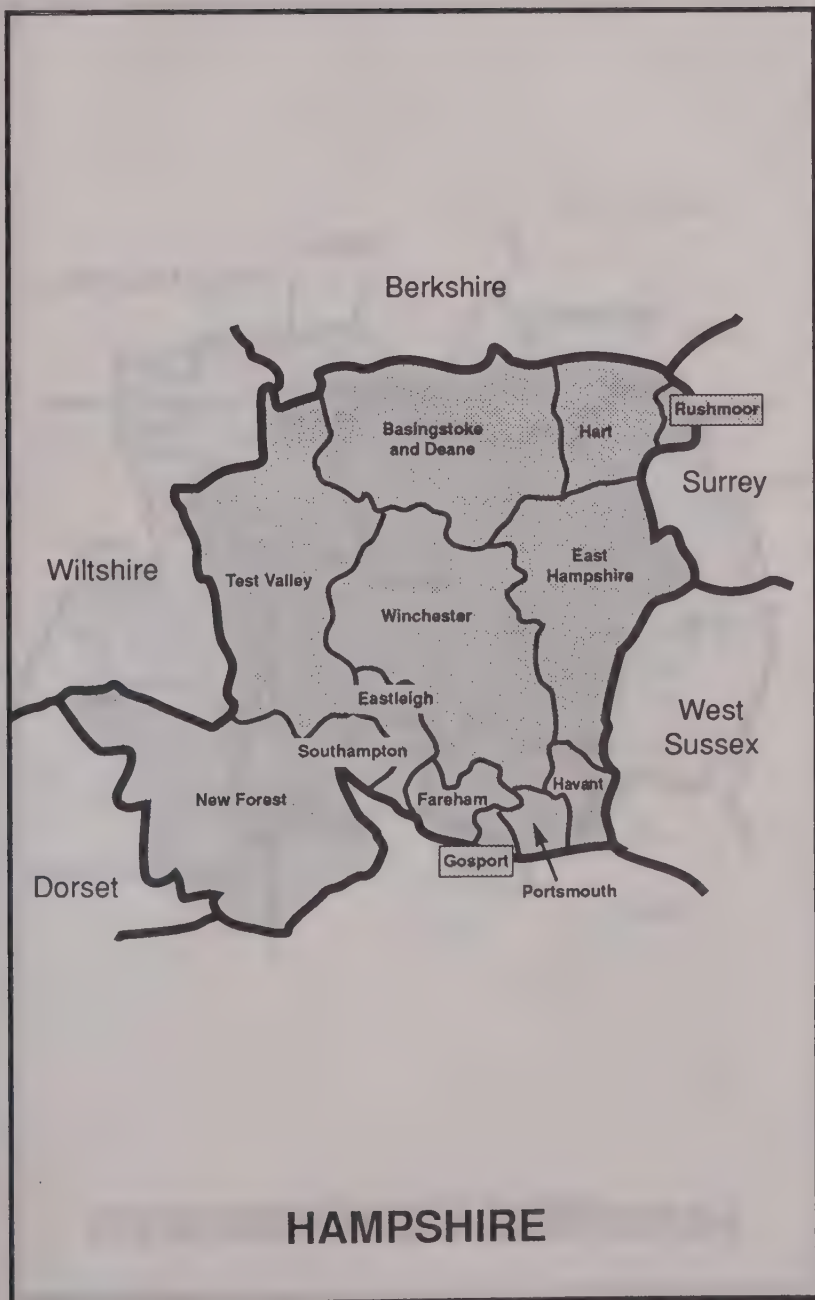 Berkshire
Rushmoor
Basingstoke
and Deane
Hart
Surrey
East
Hampshire
Wiltshire
Test Valley
Winchester
Eastleigh
West
Sussex
Southampton
Havant
New Forest
Fareham
Gosport
Dorset
Portsmouth
HAMPSHIRE